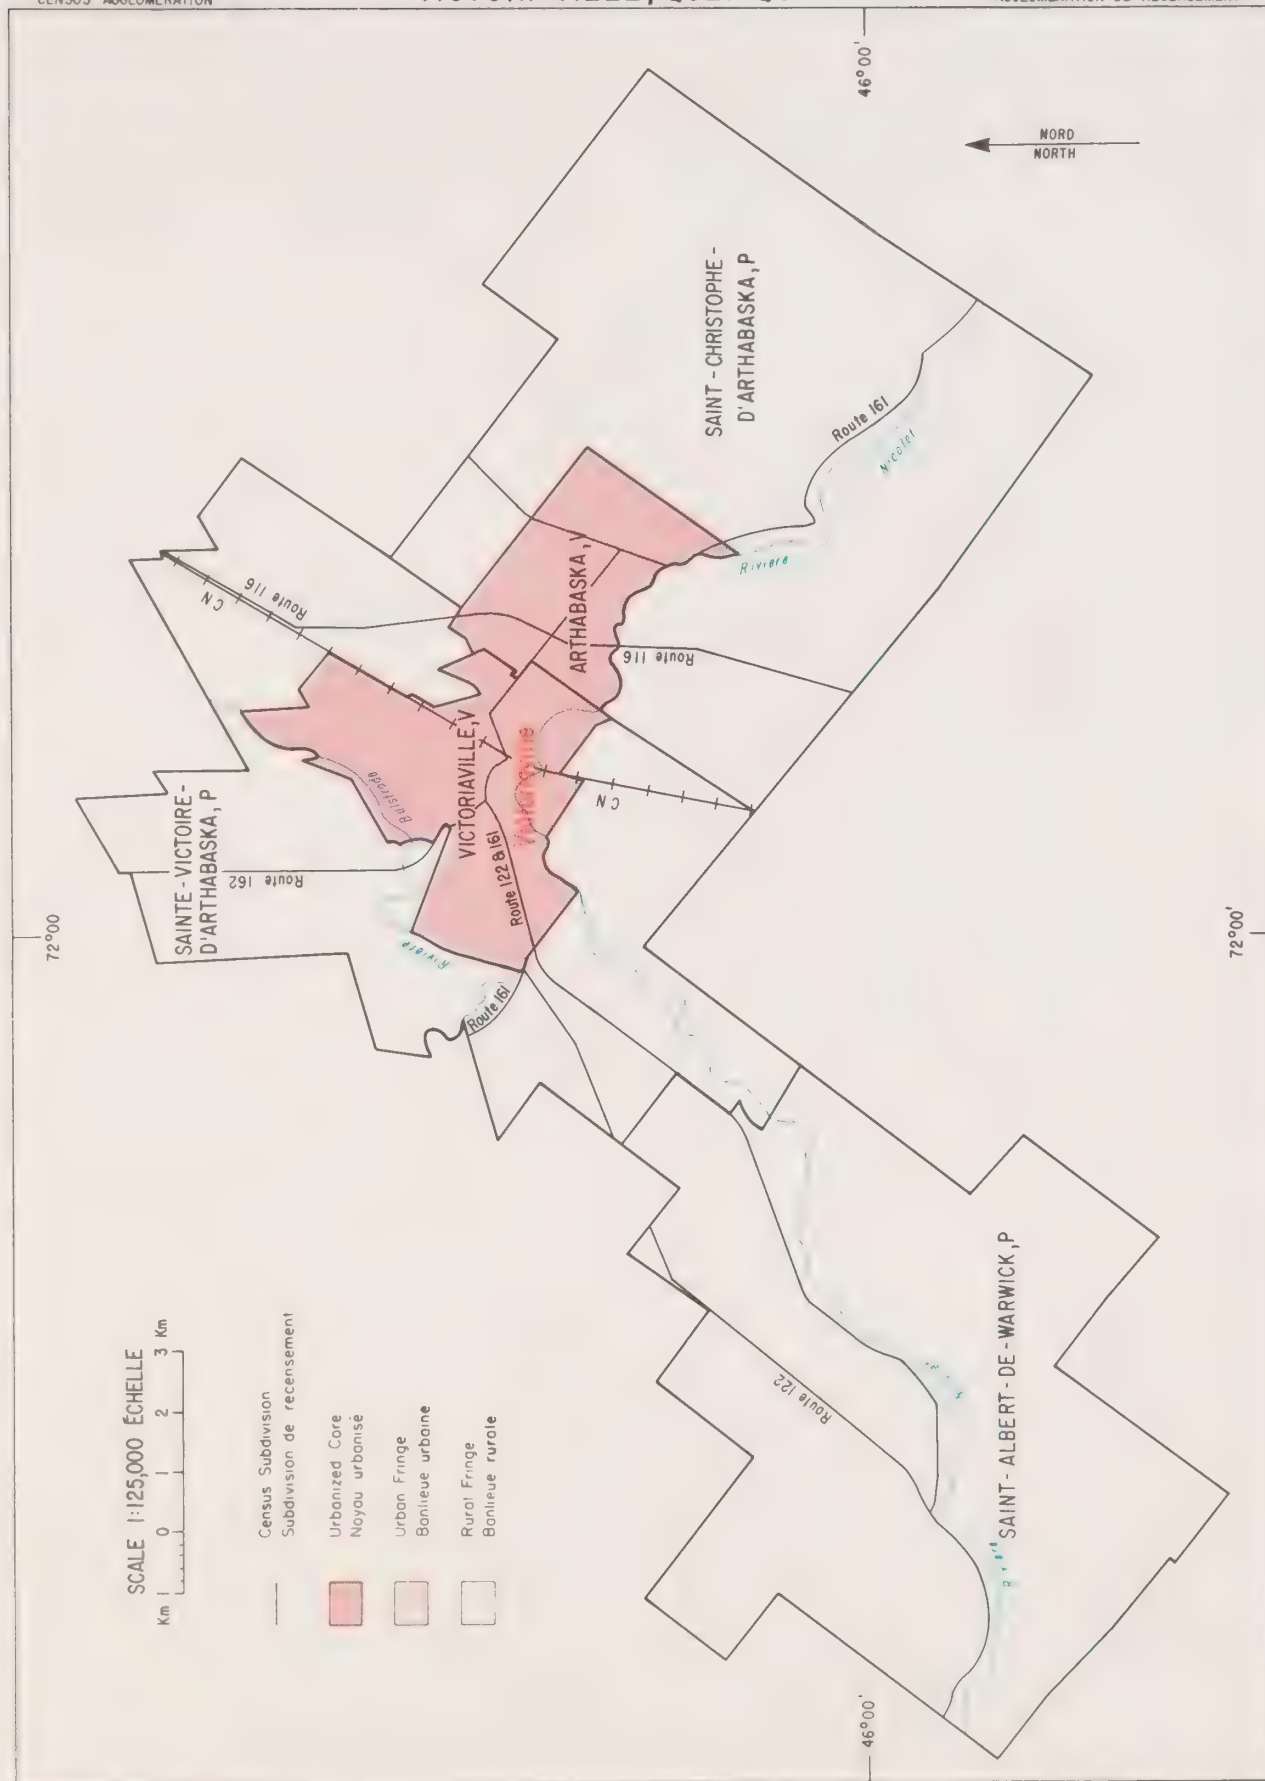 CENSUS AGGLOMERATION
46°00'
NORD
NORTH
SAINT-CHRISTOPHE-
D'ARTHABASKA, P
Route 161
Nicolet
Rivière
ARTHABASKA, V
Route 116
CN
Route 116
VICTORIAVILLE, V
Bulstrode
Route 122 & 161
CN
SAINTE-VICTOIRE-
D'ARTHABASKA, P
Route 162
Rivière
Route 161
72°00'
72°00'
Route 122
SAINT-ALBERT-DE-WARWICK, P
46°00'
SCALE 1:125,000 ÉCHELLE
Km 1 0 1 2 3 Km
Census Subdivision
Subdivision de recensement
Urbanized Core
Noyau urbanisé
Urban Fringe
Banlieue urbaine
Rural Fringe
Banlieue rurale